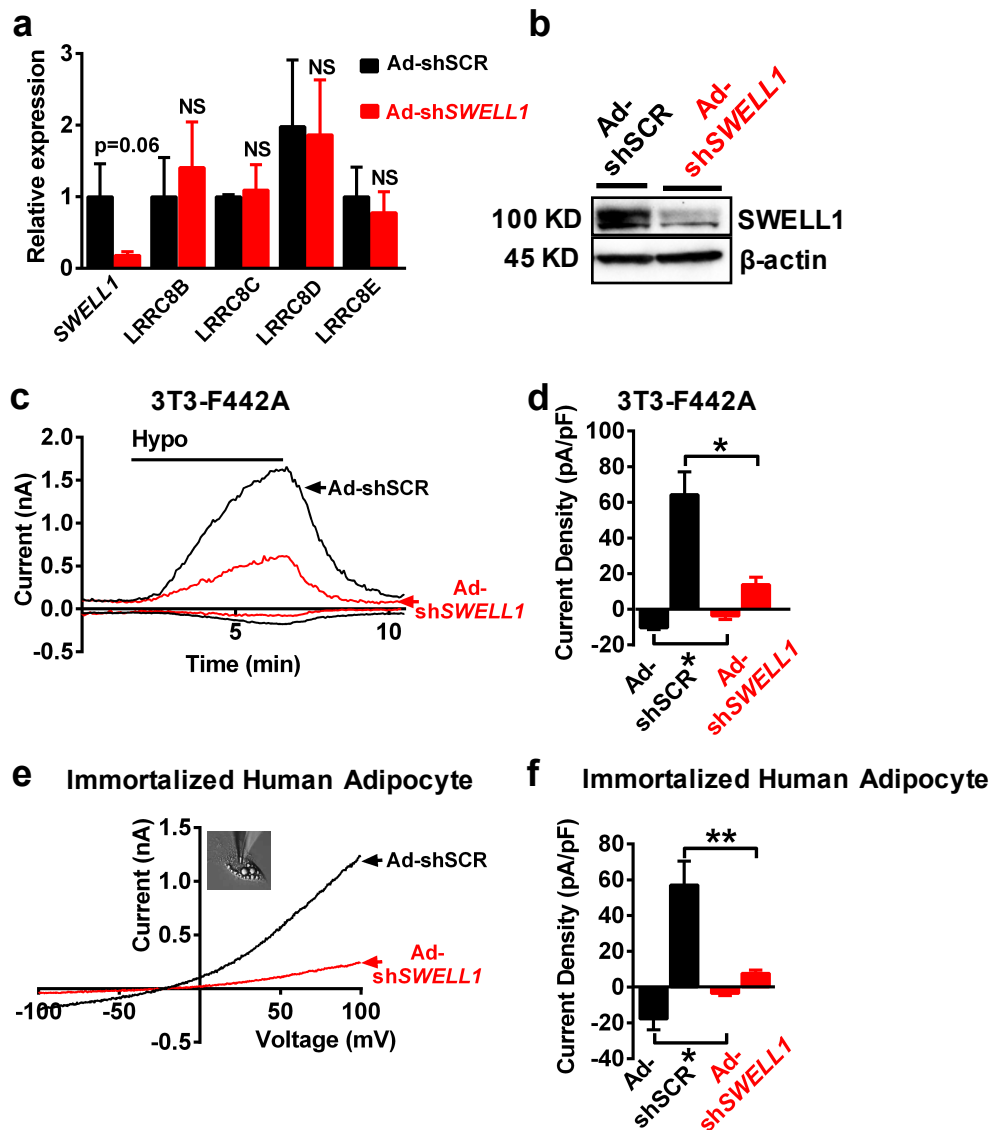 a
Relative expression
3
2
1
0
Ad-shSCR
Ad-shSWELL1
p=0.06
NS
NS
NS
NS
SWELL1
LRRC8B
LRRC8C
LRRC8D
LRRC8E
b
Ad-
shSCR
Ad-
shSWELL1
100 KD
SWELL1
45 KD
β-actin
c
3T3-F442A
Hypo
Current (nA)
2.0
1.5
1.0
0.5
0.0
-0.5
Ad-shSCR
Ad-
shSWELL1
5
10
Time (min)
d
3T3-F442A
Current Density (pA/pF)
100
80
60
40
20
0
-20
*
*
Ad-
shSCR
Ad-
shSWELL1
e
Immortalized Human Adipocyte
Current (nA)
1.5
1.0
0.5
-0.5
Ad-shSCR
Ad-
shSWELL1
-100
-50
50
100
Voltage (mV)
f
Immortalized Human Adipocyte
Current Density (pA/pF)
80
60
40
20
0
-20
-40
**
*
Ad-
shSCR
Ad-
shSWELL1